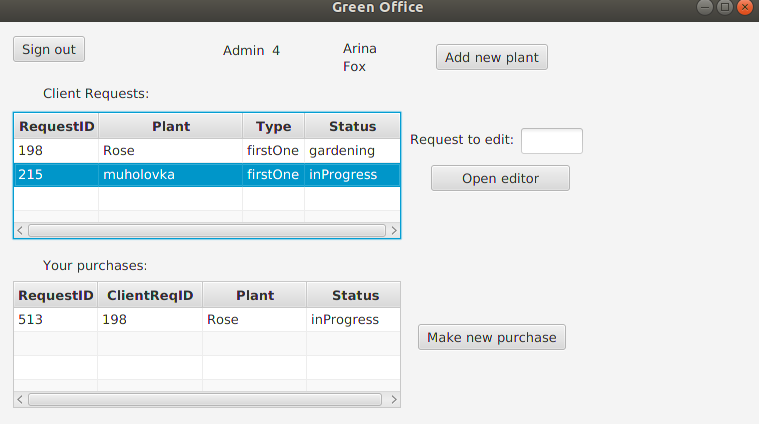 Green Office
Sign out
Admin 4
Arina
Fox
Add new plant
Client Requests:
RequestID Plant Type Status
198 Rose firstOne gardening
215 muholovka firstOne inProgress
Request to edit:
Open editor
Your purchases:
RequestID ClientReqID Plant Status
513 198 Rose inProgress
Make new purchase